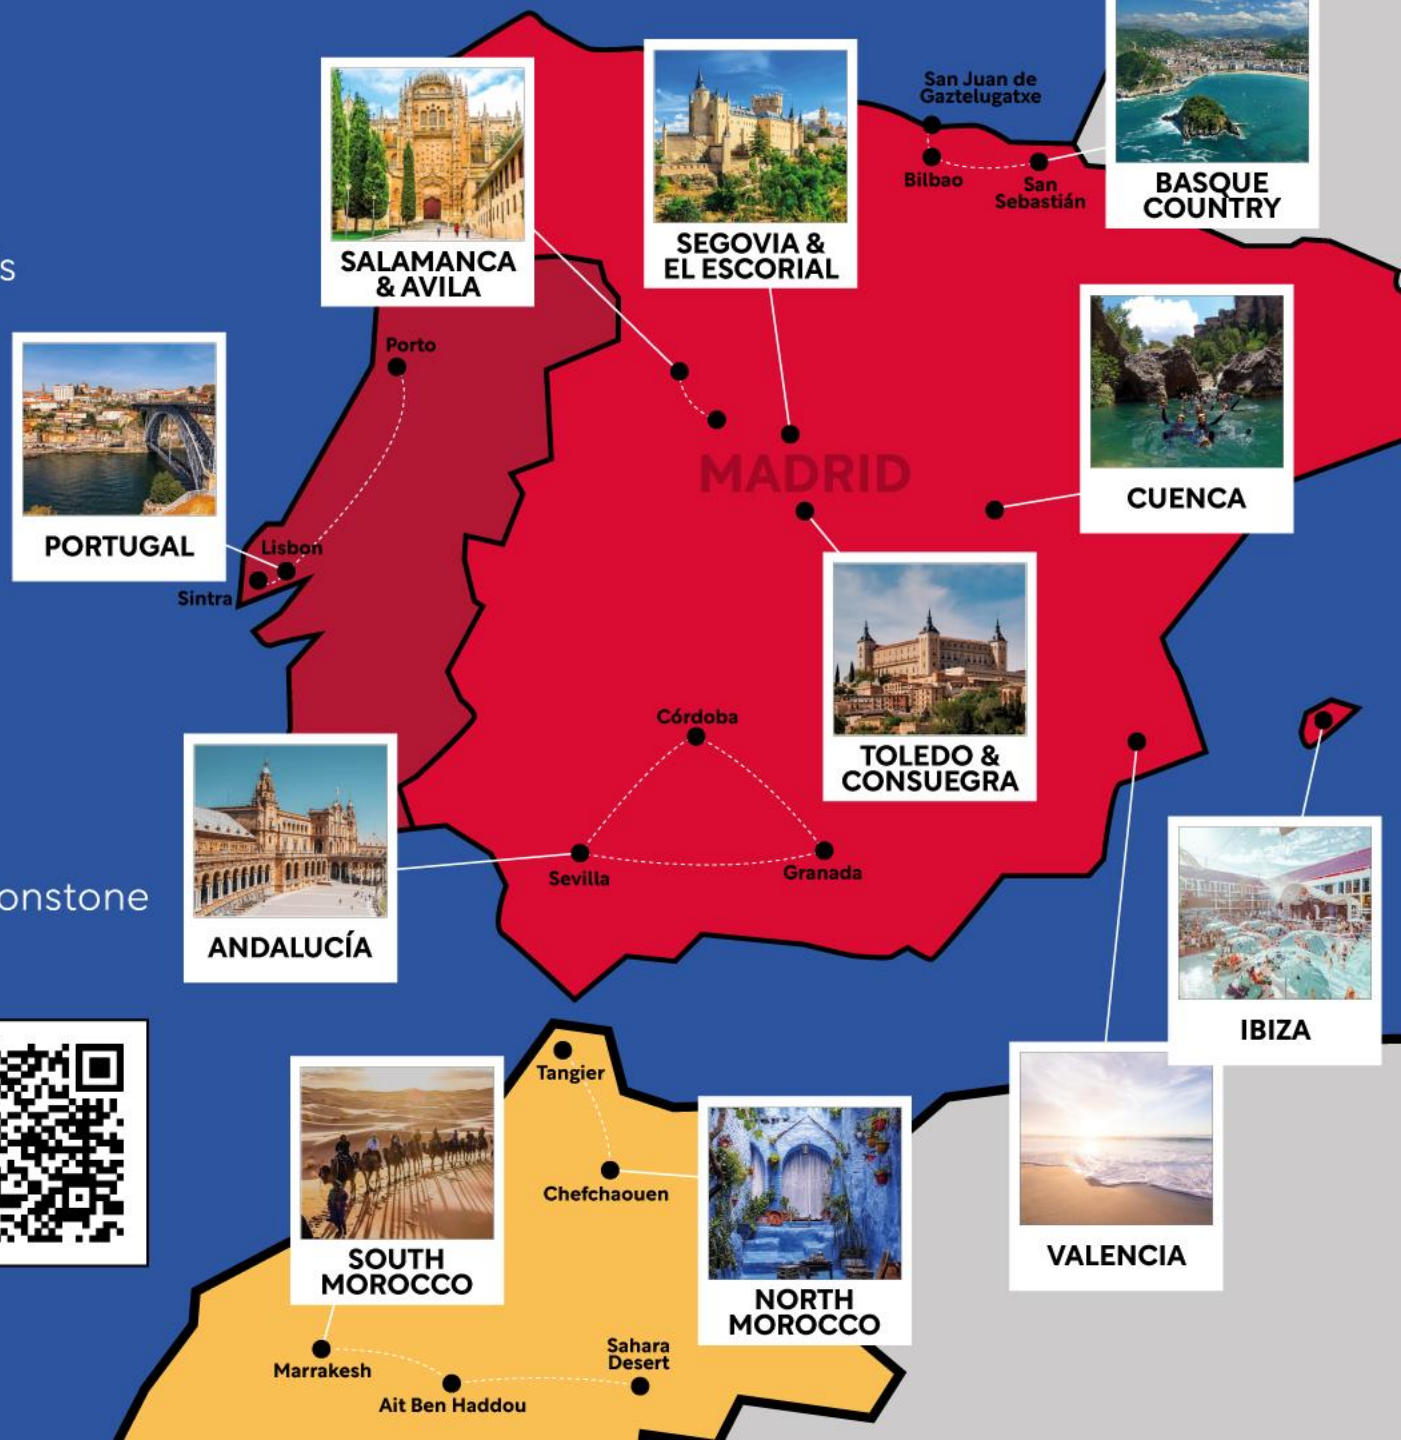 San Juan de
Gaztelugatxe
Bilbao
San
Sebastián
BASQUE
COUNTRY
SALAMANCA
& AVILA
SEGOVIA &
EL ESCORIAL
s
Porto
PORTUGAL
Lisbon
Sintra
MADRID
CUENCA
TOLEDO &
CONSUEGRA
Córdoba
Sevilla
Granada
ANDALUCÍA
onstone
IBIZA
VALENCIA
Tangier
Chefchaouen
SOUTH
MOROCCO
NORTH
MOROCCO
Marrakesh
Ait Ben Haddou
Sahara
Desert